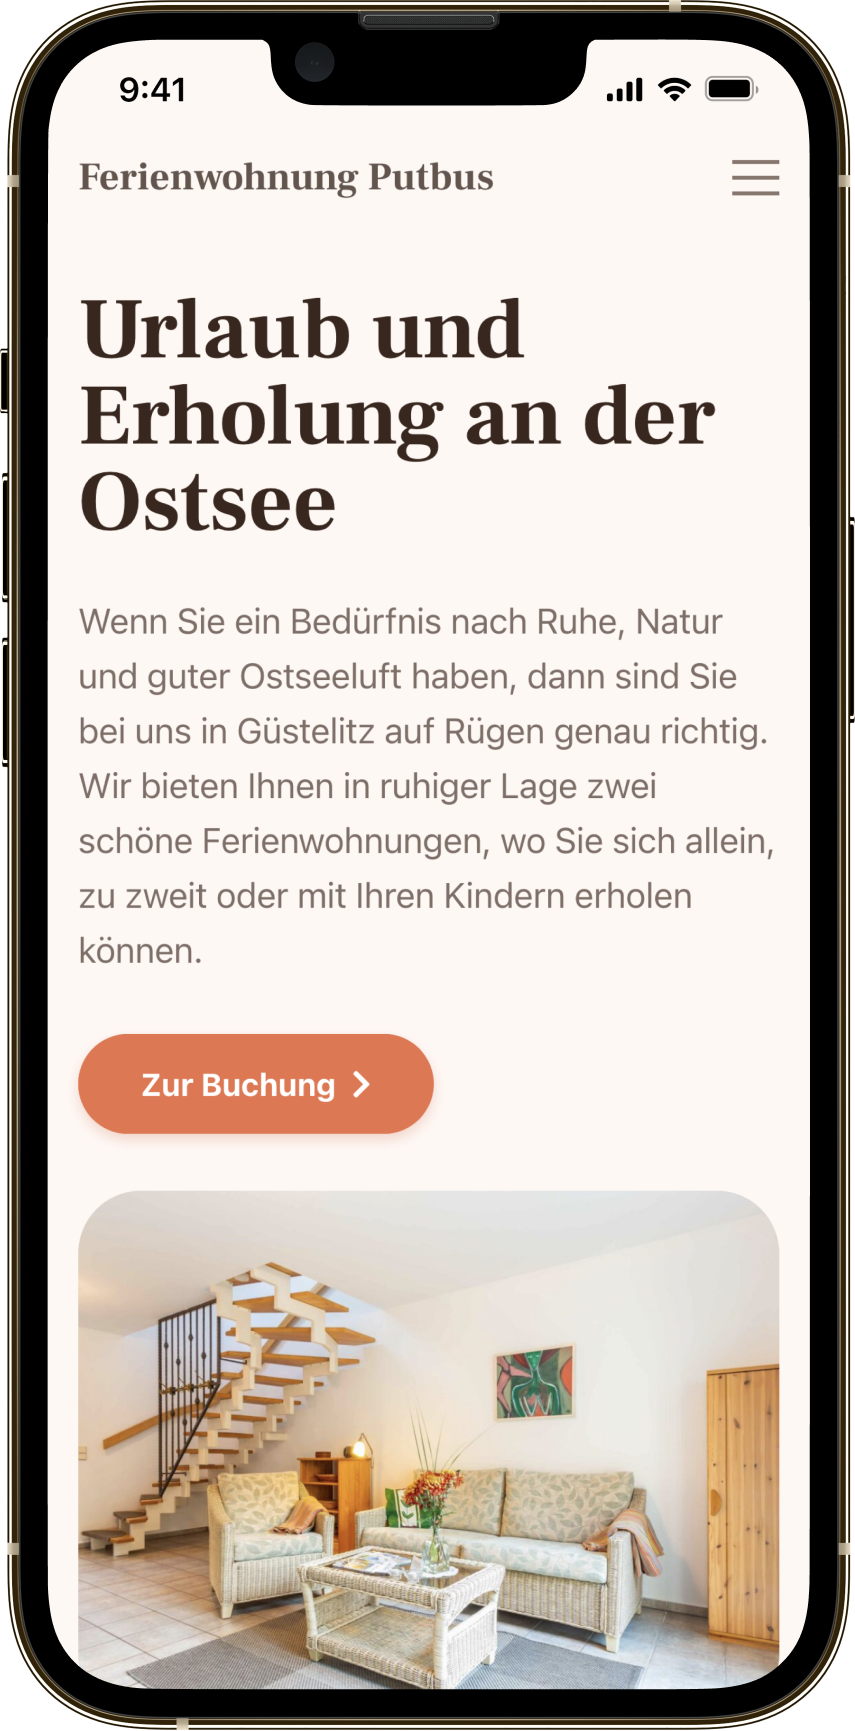 9:41
Ferienwohnung Putbus
Urlaub und
Erholung an der
Ostsee
Wenn Sie ein Bedürfnis nach Ruhe, Natur
und guter Ostseeluft haben, dann sind Sie
bei uns in Güstelitz auf Rügen genau richtig.
Wir bieten Ihnen in ruhiger Lage zwei
schöne Ferienwohnungen, wo Sie sich allein,
zu zweit oder mit Ihren Kindern erholen
können.
Zur Buchung